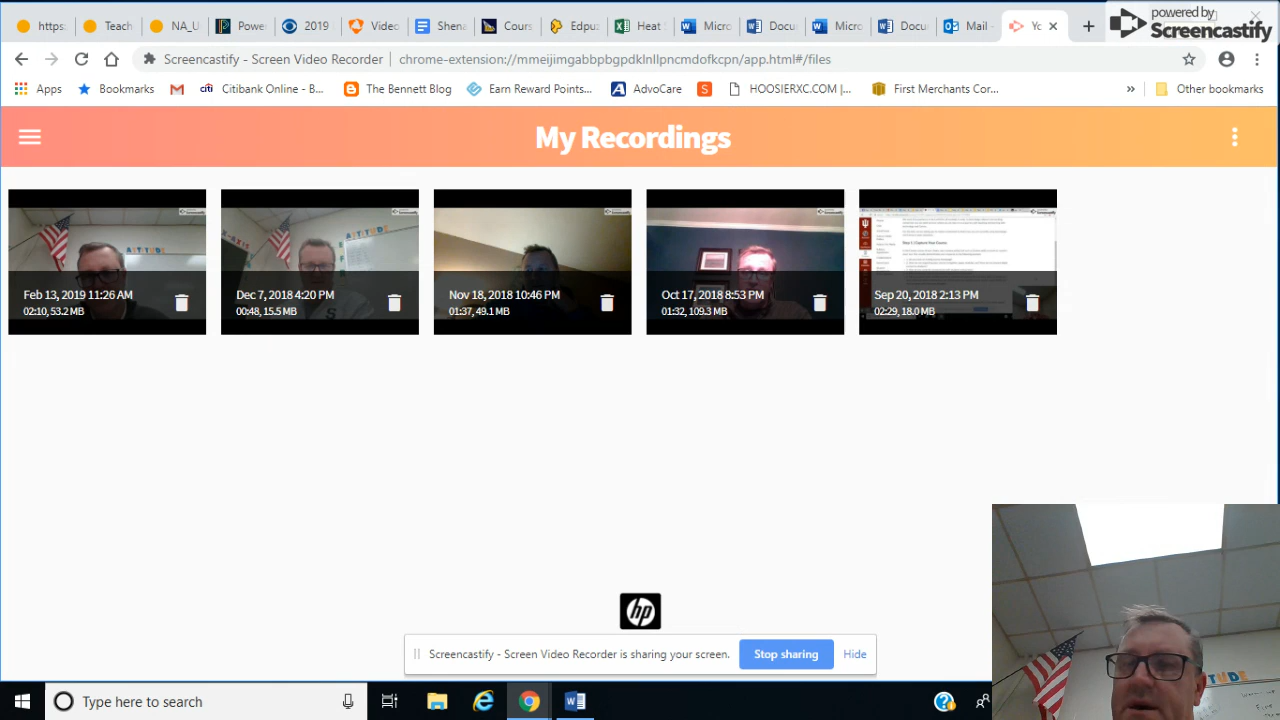 https:
Teach
NA_U
Power
2019
Video
Shena
Cours
Edpuz
Heat
Micro
Docu
Micro
Docu
Mail -
Yo
powered by
Screencastify
Screencastify - Screen Video Recorder | chrome-extension://mmeijimgabbpbgpdklnllpncmdofkcpn/app.html#/files
Apps
Bookmarks
Citibank Online - B...
The Bennett Blog
Earn Reward Points...
AdvoCare
HOOSIERXC.COM |...
First Merchants Cor...
»
Other bookmarks
My Recordings
Feb 13, 2019 11:26 AM
02:10, 53.2 MB
Dec 7, 2018 4:20 PM
00:48, 15.5 MB
Nov 18, 2018 10:46 PM
01:37, 49.1 MB
Oct 17, 2018 8:53 PM
01:32, 109.3 MB
Sep 20, 2018 2:13 PM
02:29, 18.0 MB
hp
Screencastify - Screen Video Recorder is sharing your screen.
Stop sharing
Hide
Type here to search